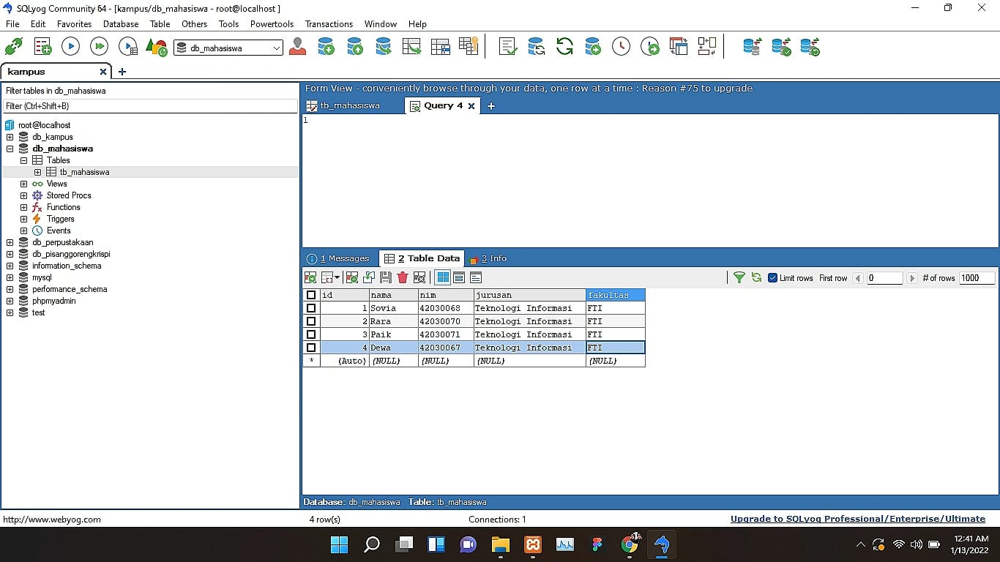 SQLyog Community 64 - [kampus/db_mahasiswa - root@localhost ]
File Edit Favorites Database Table Others Tools Powertools Transactions Window Help
db_mahasiswa
kampus
Filter tables in db_mahasiswa
Filter (Ctrl+Shift+B)
root@localhost
db_kampus
db_mahasiswa
Tables
tb_mahasiswa
Views
Stored Procs
Functions
Triggers
Events
db_perpustakaan
db_pisanggorengkrispi
information_schema
mysql
performance_schema
phpmyadmin
test
Form View - conveniently browse through your data, one row at a time : Reason #75 to upgrade
tb_mahasiswa Query 4
1
1 Messages 2 Table Data 3 Info
Limit rows First row 0 # of rows 1000
id nama nim jurusan fakultas
1 Sovia 42030068 Teknologi Informasi FTI
2 Rara 42030070 Teknologi Informasi FTI
3 Paik 42030071 Teknologi Informasi FTI
4 Dewa 42030067 Teknologi Informasi FTI
* (Auto) (NULL) (NULL) (NULL) (NULL)
Database: db_mahasiswa Table: tb_mahasiswa
http://www.webyog.com 4 row(s) Connections: 1 Upgrade to SQLyog Professional/Enterprise/Ultimate
12:41 AM
1/13/2022